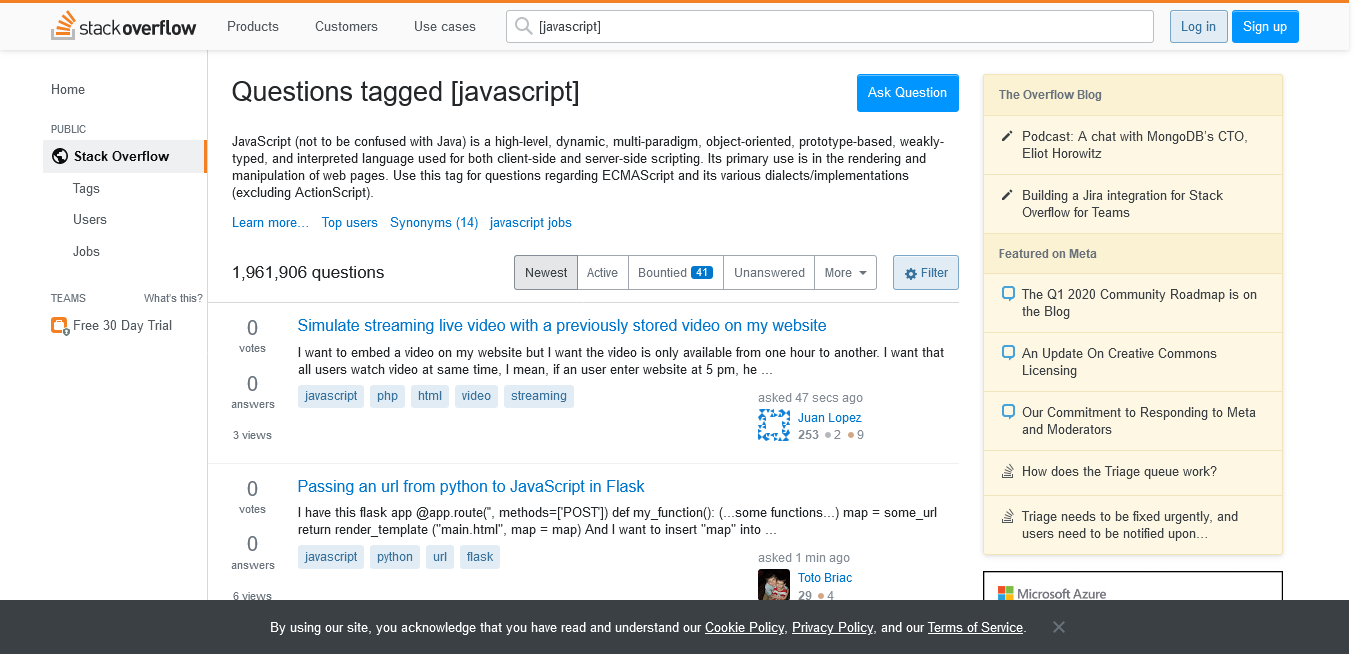 stackoverflow
Products
Customers
Use cases
[javascript]
Log in
Sign up
Home
PUBLIC
Stack Overflow
Tags
Users
Jobs
TEAMS
What's this?
Free 30 Day Trial
Questions tagged [javascript]
Ask Question
JavaScript (not to be confused with Java) is a high-level, dynamic, multi-paradigm, object-oriented, prototype-based, weakly-
typed, and interpreted language used for both client-side and server-side scripting. Its primary use is in the rendering and
manipulation of web pages. Use this tag for questions regarding ECMAScript and its various dialects/implementations
(excluding ActionScript).
Learn more…
Top users
Synonyms (14)
javascript jobs
1,961,906 questions
Newest
Active
Bountied 41
Unanswered
More
Filter
0
votes
0
answers
3 views
Simulate streaming live video with a previously stored video on my website
I want to embed a video on my website but I want the video is only available from one hour to another. I want that
all users watch video at same time, I mean, if an user enter website at 5 pm, he ...
javascript
php
html
video
streaming
asked 47 secs ago
Juan Lopez
253 2 9
0
votes
0
answers
6 views
Passing an url from python to JavaScript in Flask
I have this flask app @app.route('', methods=['POST']) def my_function(): (...some functions...) map = some_url
return render_template ("main.html", map = map) And I want to insert "map" into ...
javascript
python
url
flask
asked 1 min ago
Toto Briac
29 4
The Overflow Blog
Podcast: A chat with MongoDB's CTO,
Eliot Horowitz
Building a Jira integration for Stack
Overflow for Teams
Featured on Meta
The Q1 2020 Community Roadmap is on
the Blog
An Update On Creative Commons
Licensing
Our Commitment to Responding to Meta
and Moderators
How does the Triage queue work?
Triage needs to be fixed urgently, and
users need to be notified upon…
Microsoft Azure
By using our site, you acknowledge that you have read and understand our Cookie Policy, Privacy Policy, and our Terms of Service.